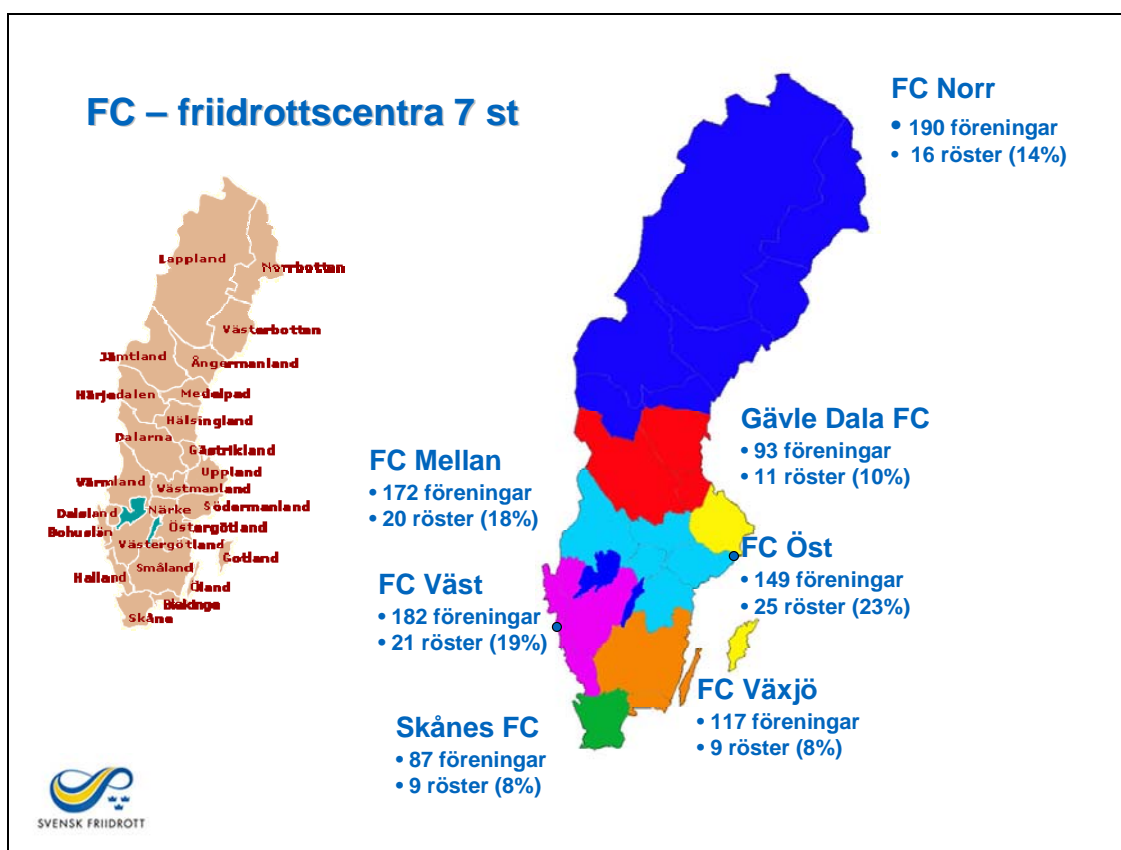 FC – friidrottscentra 7 st
FC Norr
• 190 föreningar
• 16 röster (14%)
Lappland
Norrbotten
Västerbotten
Jämtland
Ångermanland
Härjedalen
Medelpad
Hälsingland
Dalarna
Gästrikland
Uppland
Värmland
Västmanland
Södermanland
Närke
Dalsland
Östergötland
Bohuslän
Västergötland
Gotland
Småland
Halland
Öland
Blekinge
Skåne
Gävle Dala FC
• 93 föreningar
• 11 röster (10%)
FC Mellan
• 172 föreningar
• 20 röster (18%)
FC Öst
• 149 föreningar
• 25 röster (23%)
FC Väst
• 182 föreningar
• 21 röster (19%)
FC Växjö
• 117 föreningar
• 9 röster (8%)
Skånes FC
• 87 föreningar
• 9 röster (8%)
SVENSK FRIIDROTT